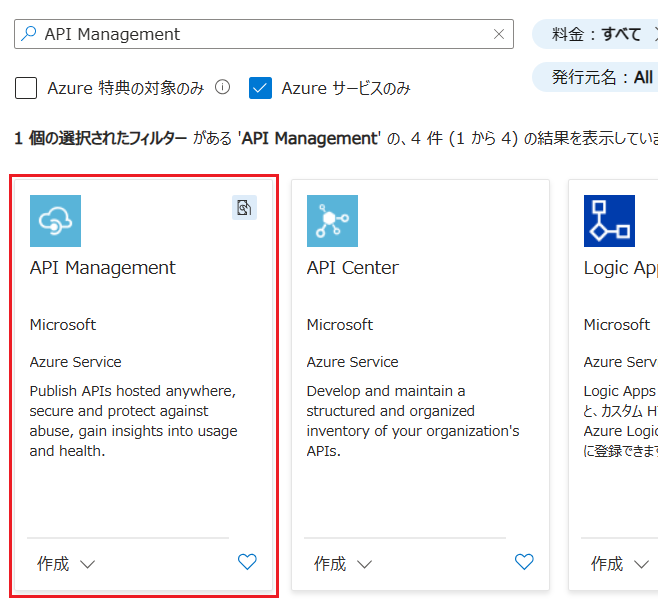 API Management
料金 : すべて
Azure 特典の対象のみ
Azure サービスのみ
発行元名 : All
1 個の選択されたフィルター がある 'API Management' の、4 件 (1 から 4) の結果を表示していま
API Management
Microsoft
Azure Service
Publish APIs hosted anywhere,
secure and protect against
abuse, gain insights into usage
and health.
作成
API Center
Microsoft
Azure Service
Develop and maintain a
structured and organized
inventory of your organization's
APIs.
作成
Logic App
Microsoft
Azure Serv
Logic Apps
と、カスタム H
Azure Logic
に登録できます
作成